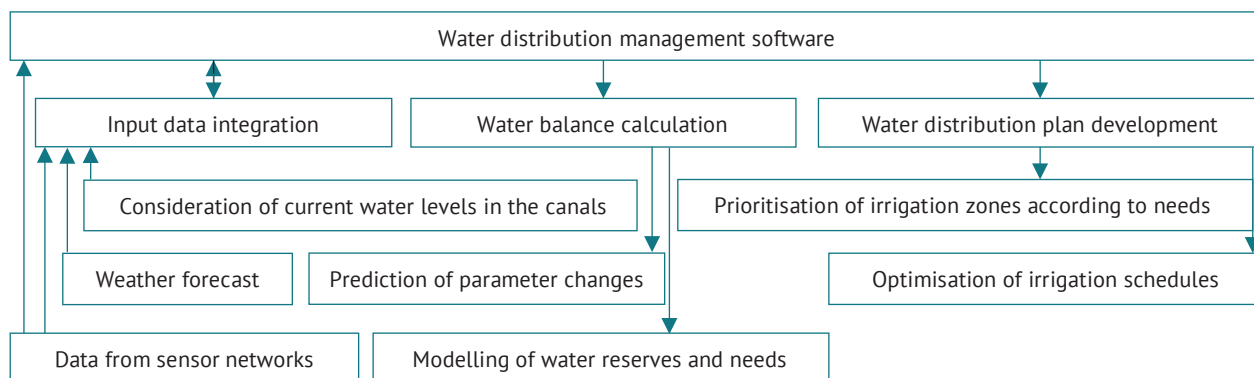 Water distribution management software
Input data integration
Water balance calculation
Water distribution plan development
Consideration of current water levels in the canals
Prioritisation of irrigation zones according to needs
Weather forecast
Prediction of parameter changes
Optimisation of irrigation schedules
Data from sensor networks
Modelling of water reserves and needs